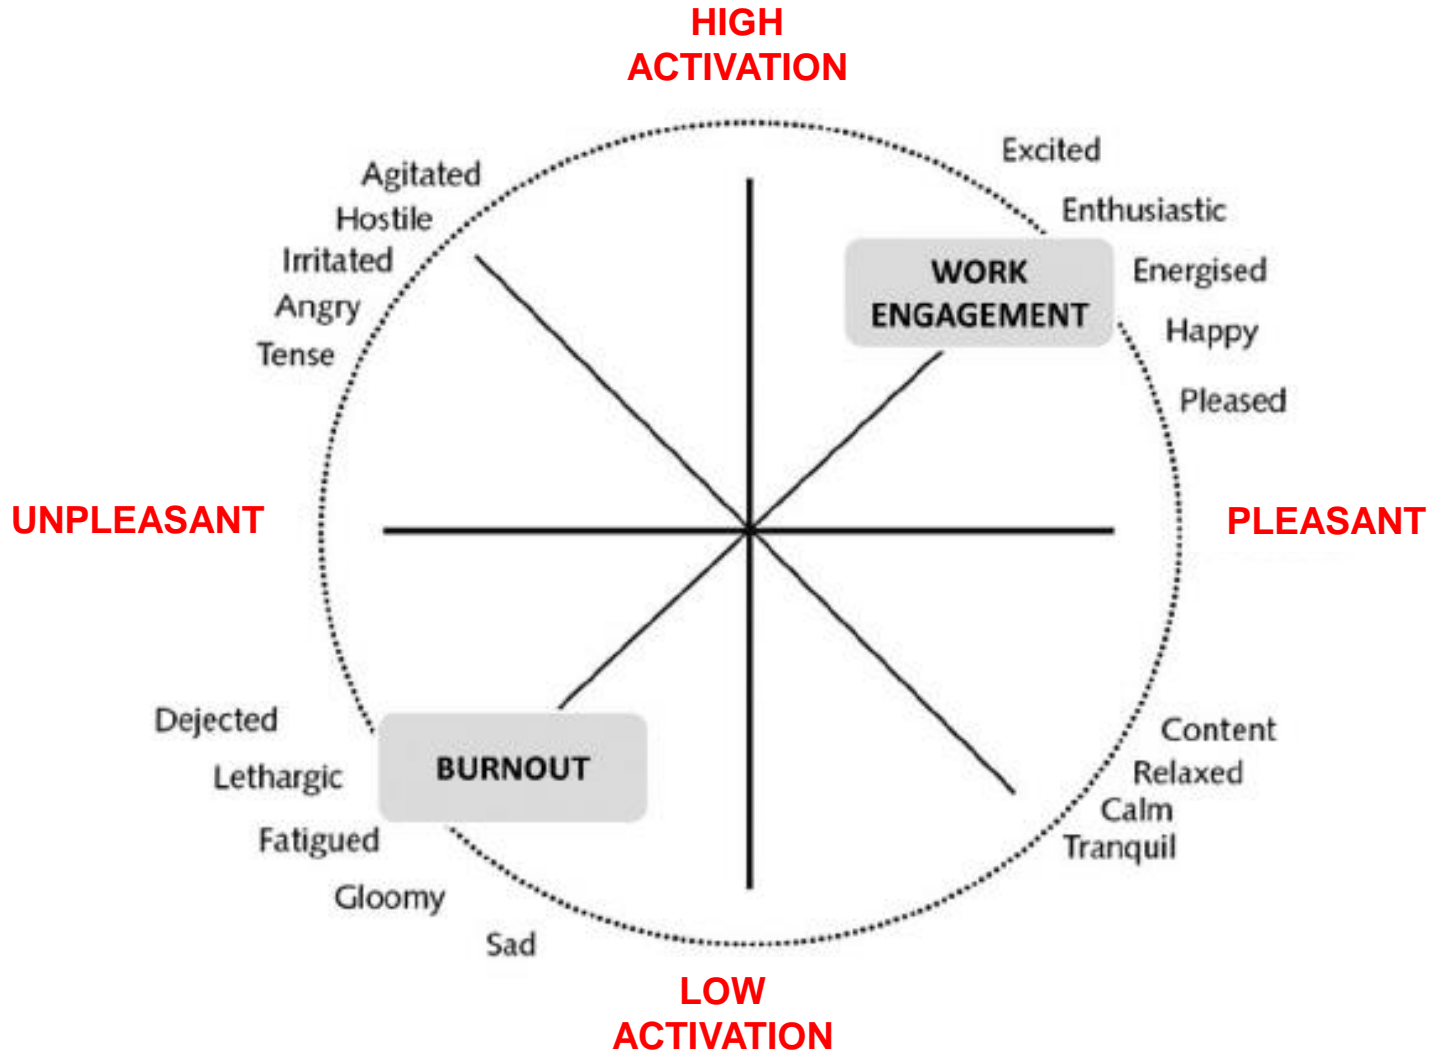 HIGH
ACTIVATION
Agitated
Hostile
Irritated
Angry
Tense
Excited
Enthusiastic
Energised
Happy
Pleased
WORK
ENGAGEMENT
UNPLEASANT
PLEASANT
Dejected
Lethargic
Fatigued
Gloomy
Sad
BURNOUT
Content
Relaxed
Calm
Tranquil
LOW
ACTIVATION